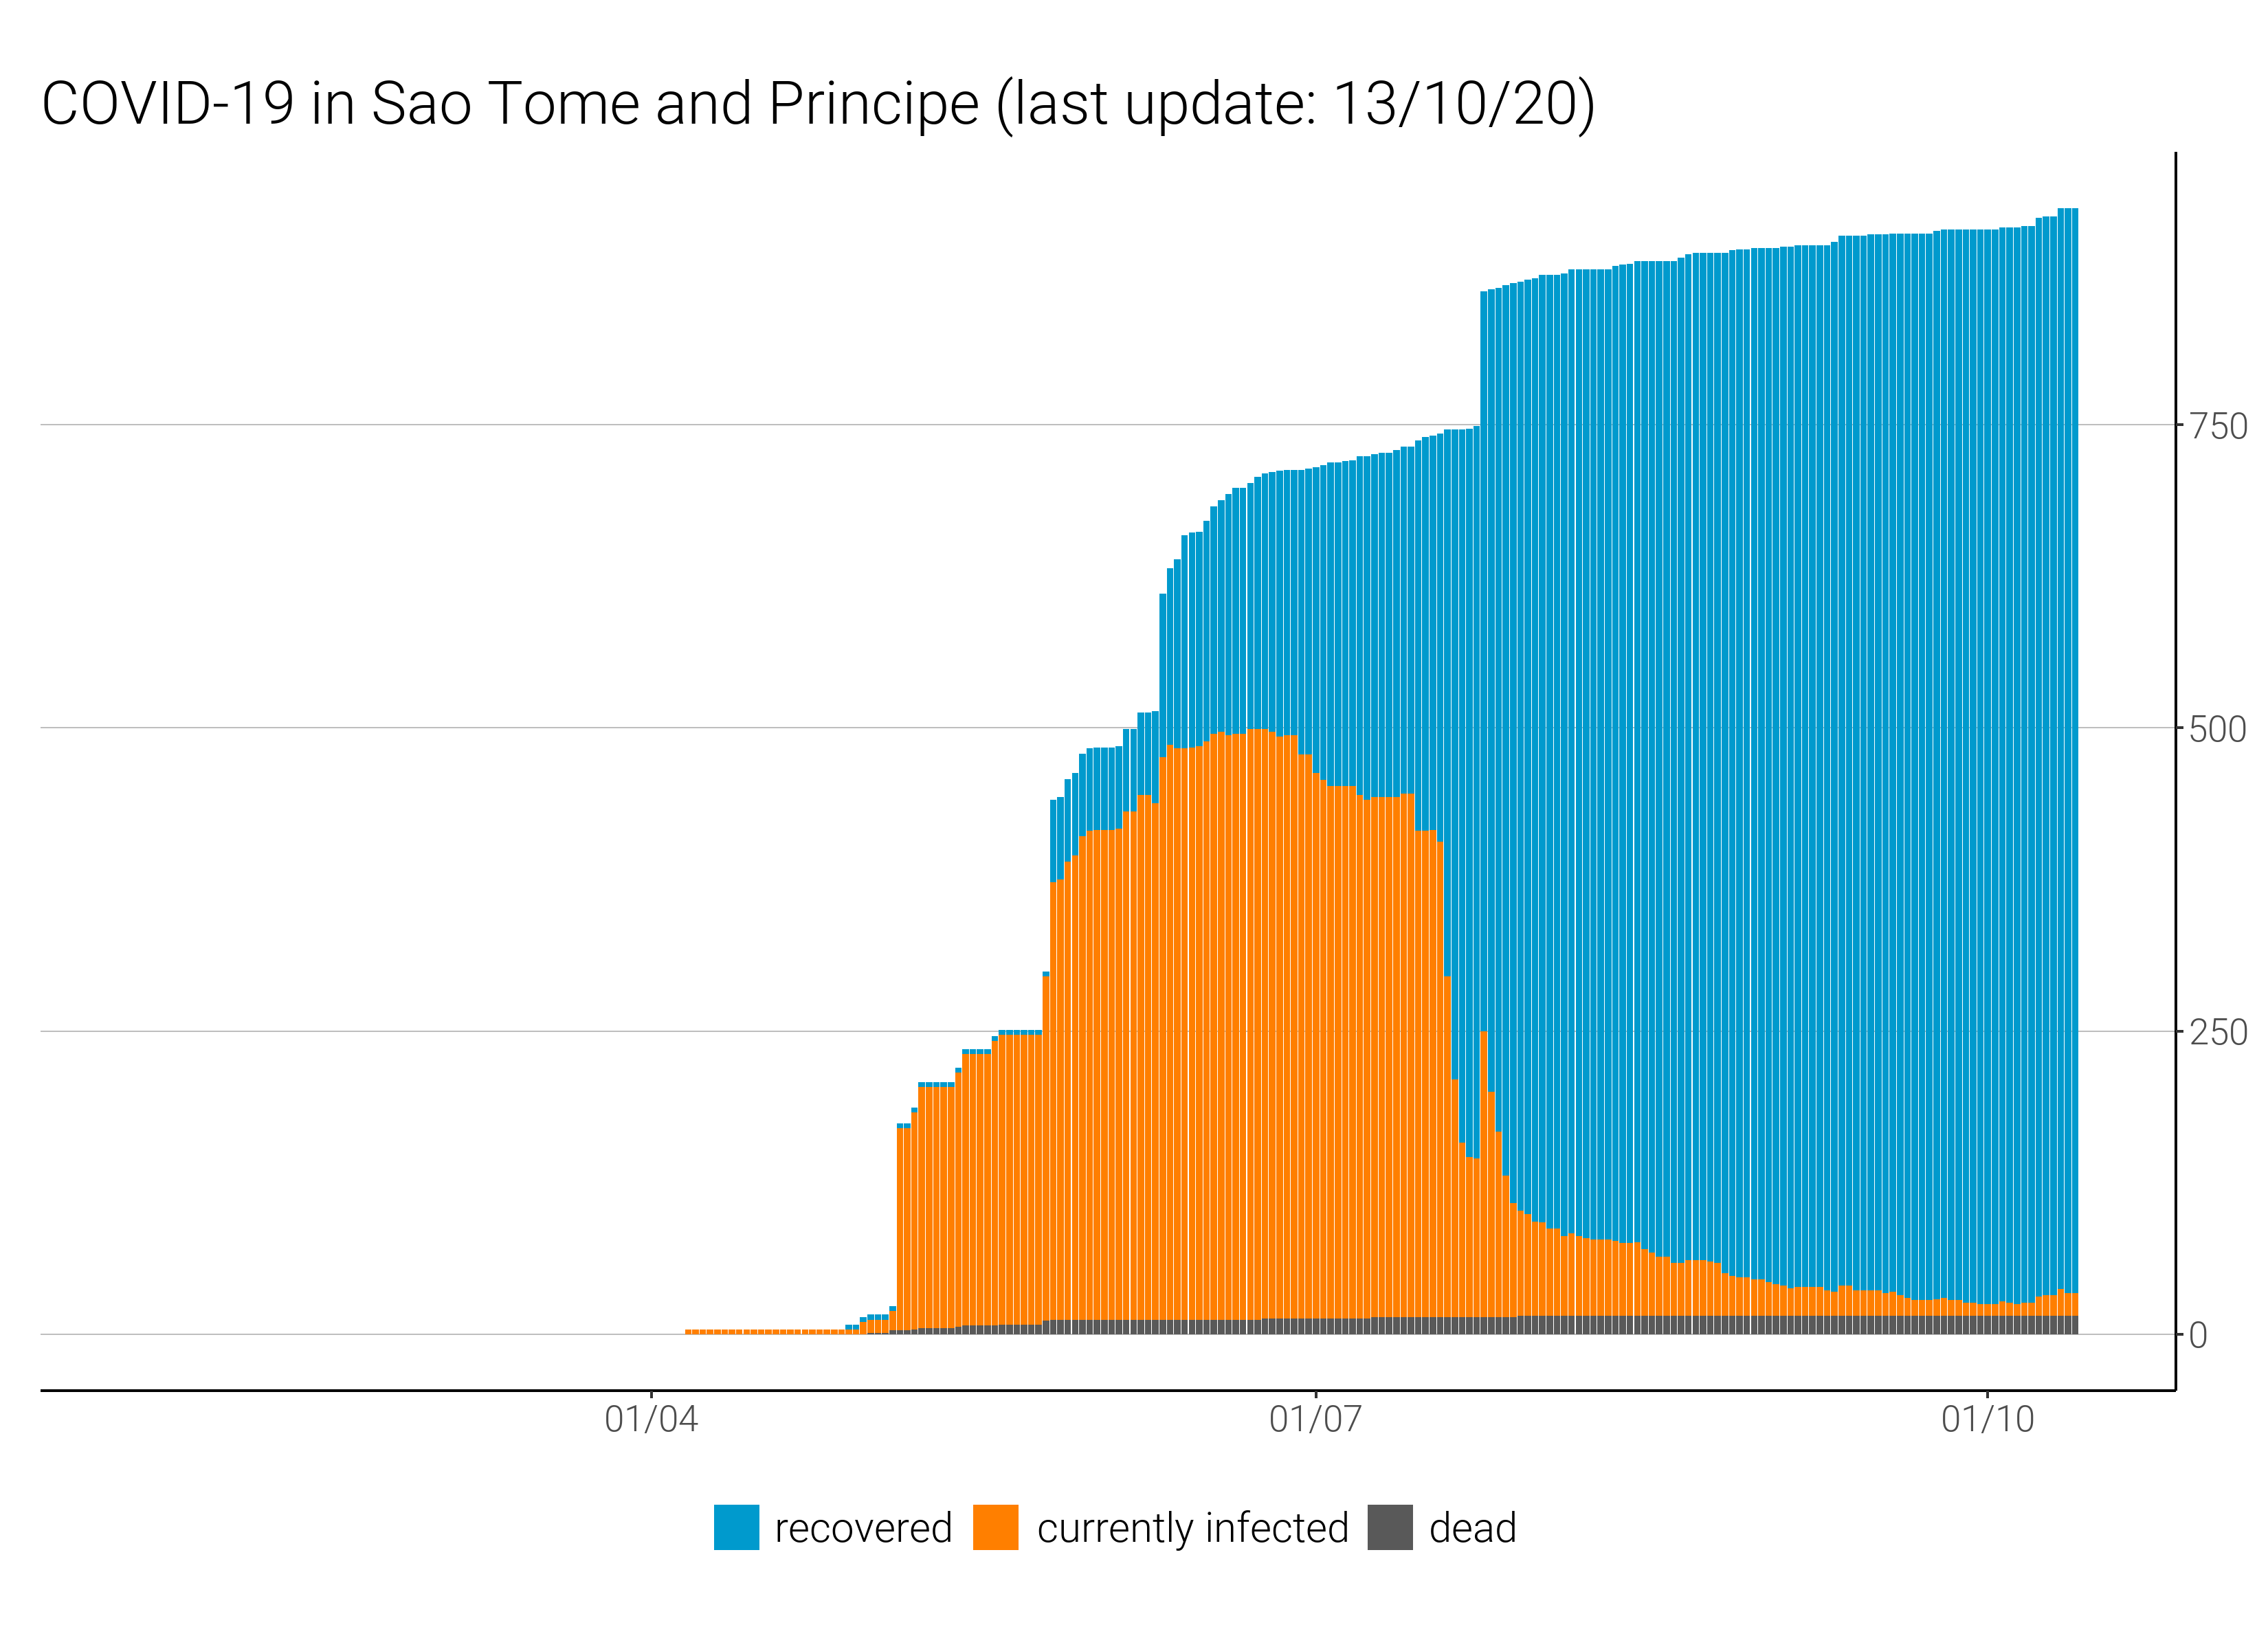 COVID-19 in Sao Tome and Principe (last update: 13/10/20)
750
500
250
0
01/04 01/07 01/10
recovered currently infected dead